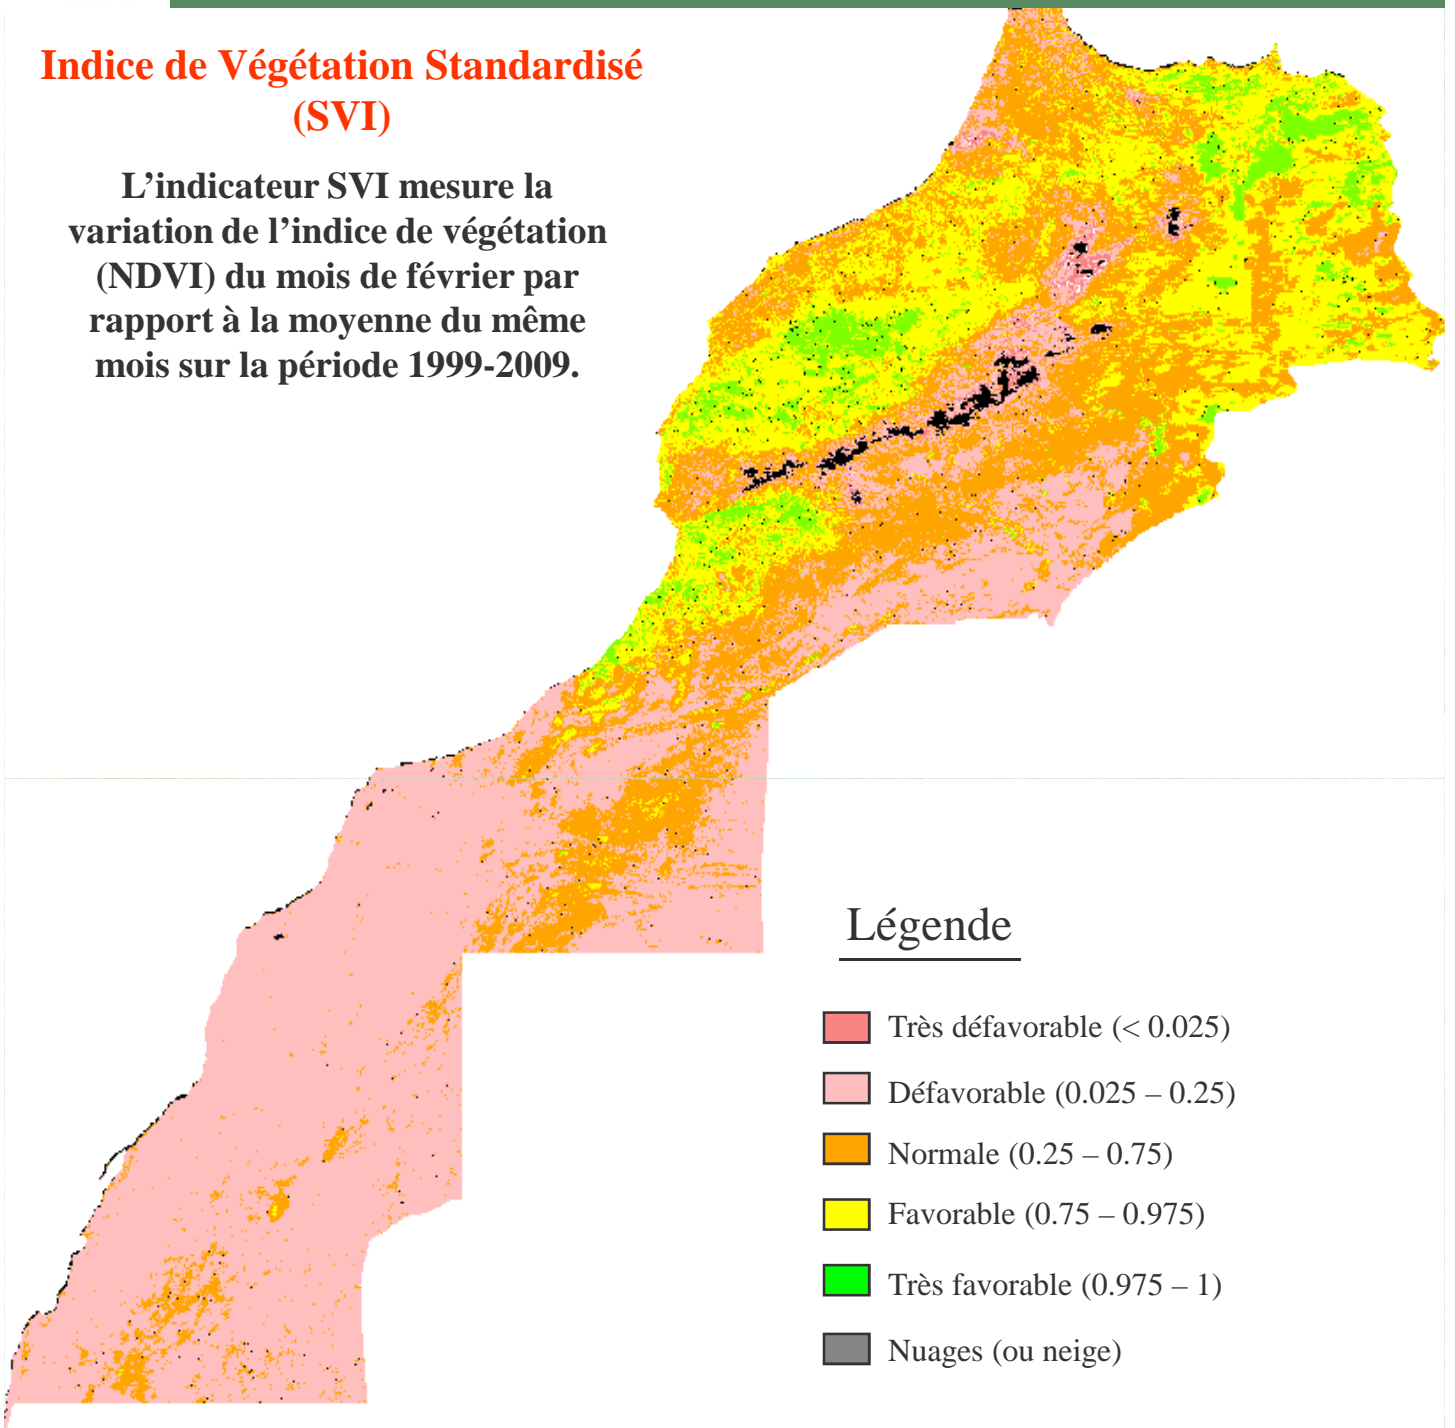 Indice de Végétation Standardisé
(SVI)
L’indicateur SVI mesure la
variation de l’indice de végétation
(NDVI) du mois de février par
rapport à la moyenne du même
mois sur la période 1999-2009.
Légende
Très défavorable (< 0.025)
Défavorable (0.025 – 0.25)
Normale (0.25 – 0.75)
Favorable (0.75 – 0.975)
Très favorable (0.975 – 1)
Nuages (ou neige)